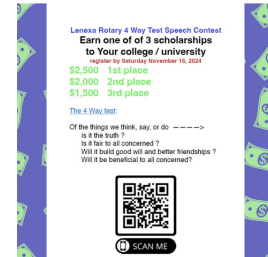 Lenexa Rotary 4 Way Test Speech Contest
Earn one of of 3 scholarships
to Your college / university
register by Saturday November 16, 2024
$2,500 1st place
$2,000 2nd place
$1,500 3rd place
The 4 Way test:
Of the things we think, say, or do ————>
Is it the truth ?
Is it fair to all concerned ?
Will it build good will and better friendships ?
Will it be beneficial to all concerned?
SCAN ME